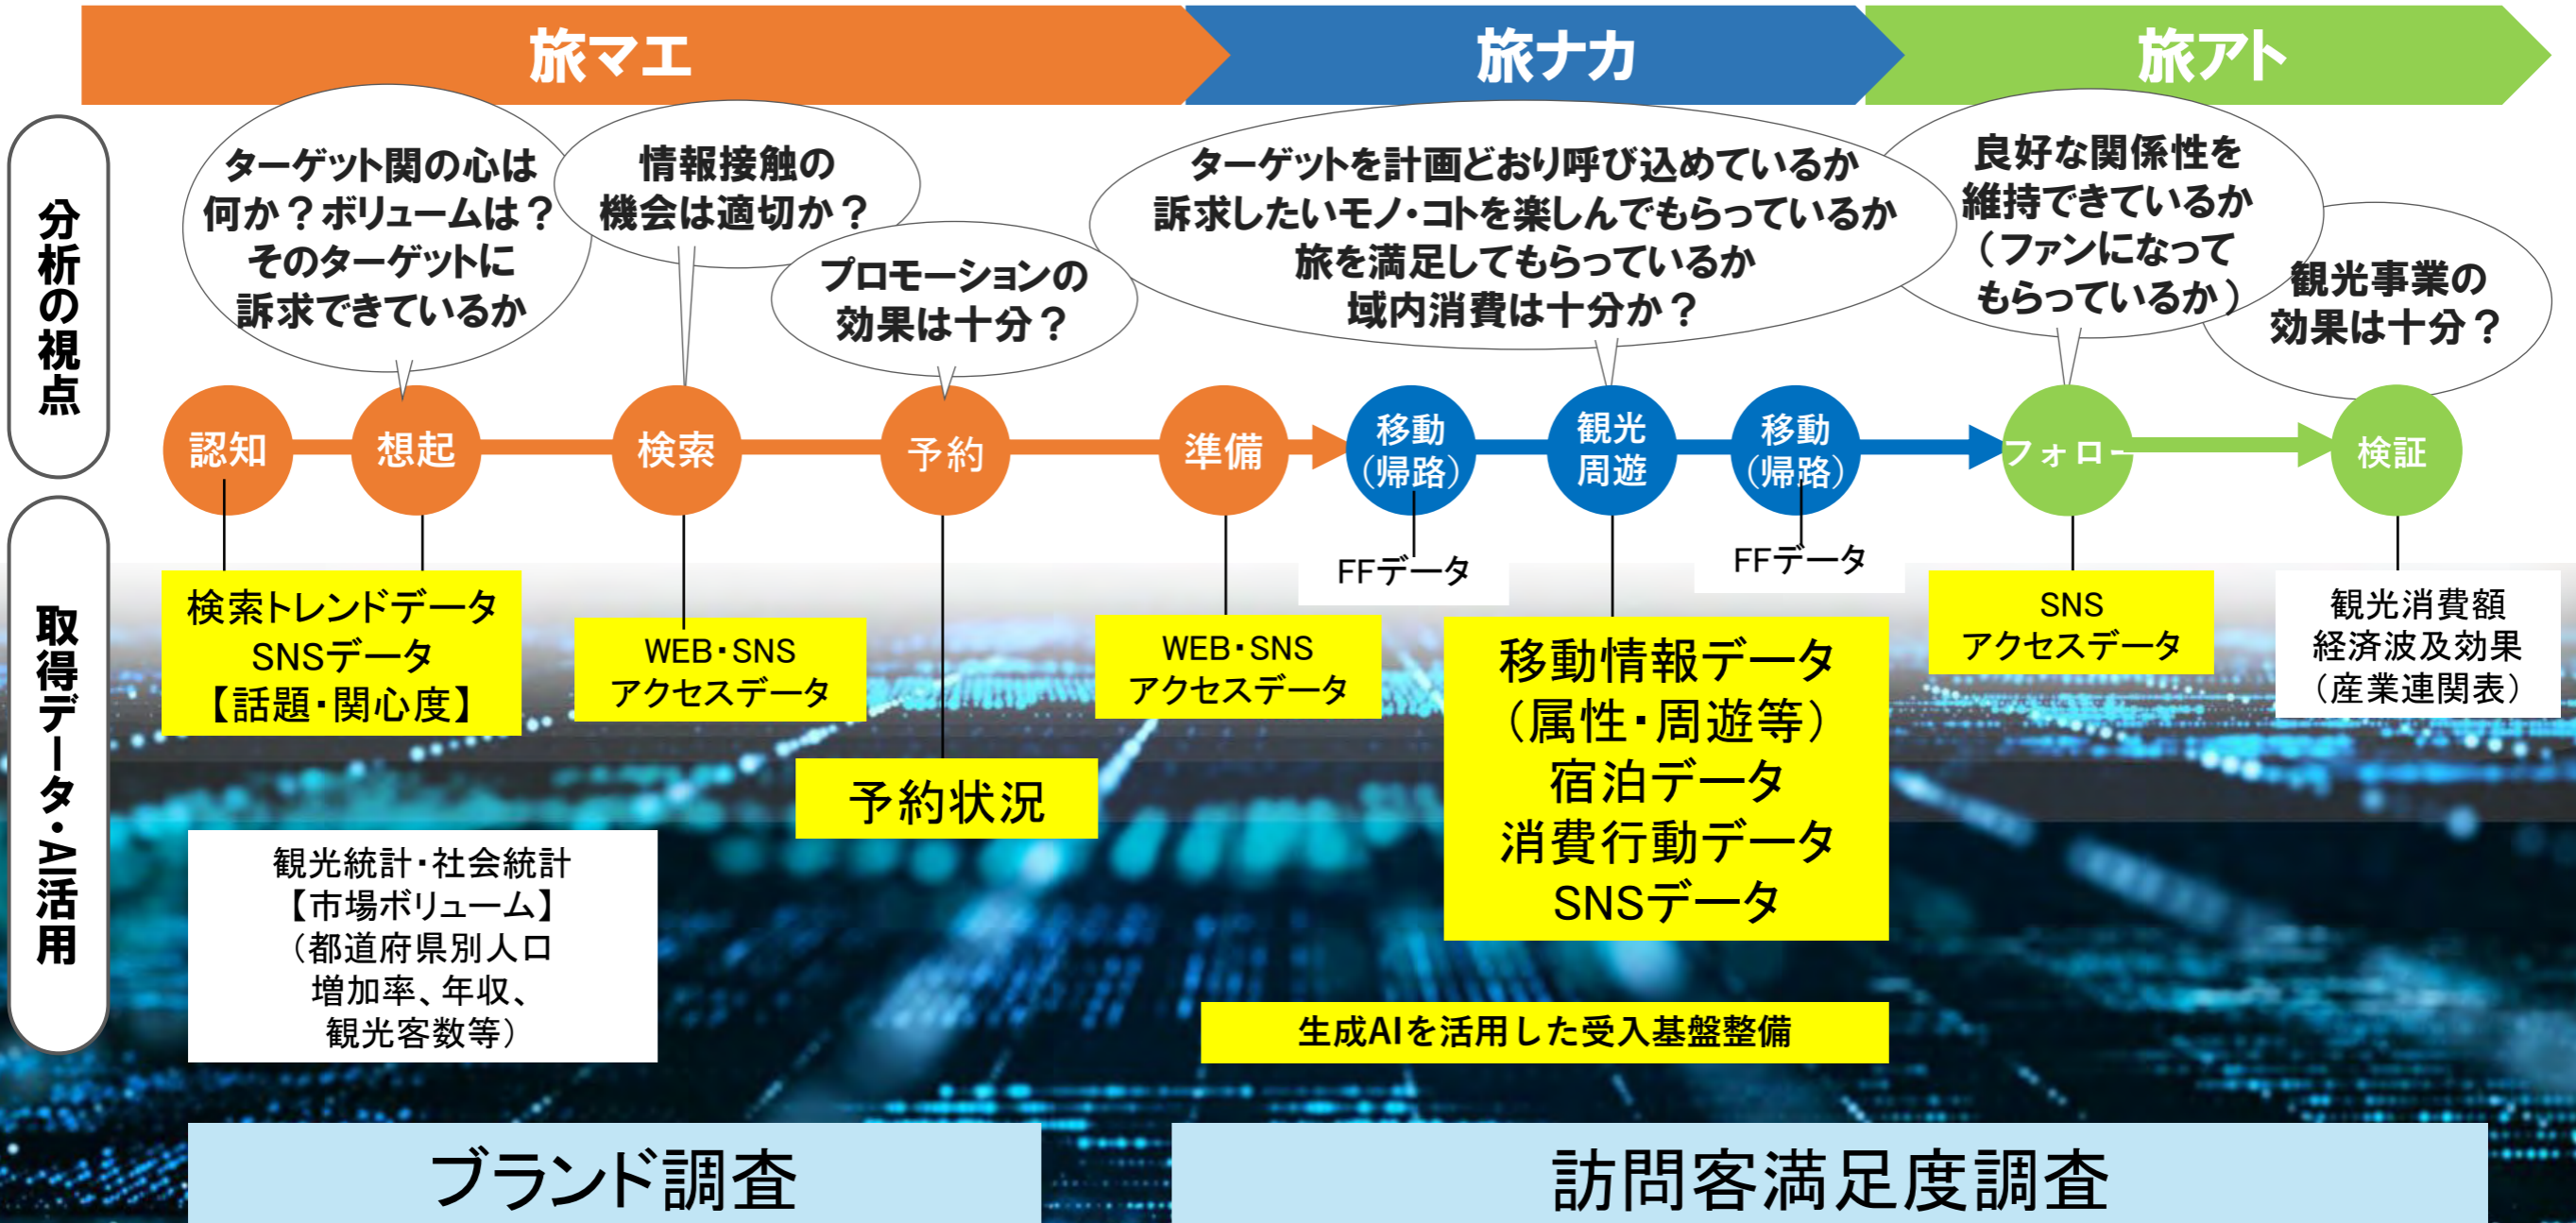 旅マエ
旅ナカ
旅アト
分析の視点
ターゲット関の心は
何か？ボリュームは？
そのターゲットに
訴求できているか
情報接触の
機会は適切か？
プロモーションの
効果は十分？
ターゲットを計画どおり呼び込めているか
訴求したいモノ・コトを楽しんでもらっているか
旅を満足してもらっているか
域内消費は十分か？
良好な関係性を
維持できているか
（ファンになって
もらっているか）
観光事業の
効果は十分？
認知
想起
検索
予約
準備
移動
（帰路）
観光
周遊
移動
（帰路）
フォロー
検証
取得データ・AI活用
検索トレンドデータ
SNSデータ
【話題・関心度】
WEB・SNS
アクセスデータ
予約状況
WEB・SNS
アクセスデータ
FFデータ
移動情報データ
（属性・周遊等）
宿泊データ
消費行動データ
SNSデータ
FFデータ
SNS
アクセスデータ
観光消費額
経済波及効果
（産業連関表）
観光統計・社会統計
【市場ボリューム】
（都道府県別人口
増加率、年収、
観光客数等）
生成AIを活用した受入基盤整備
ブランド調査
訪問客満足度調査